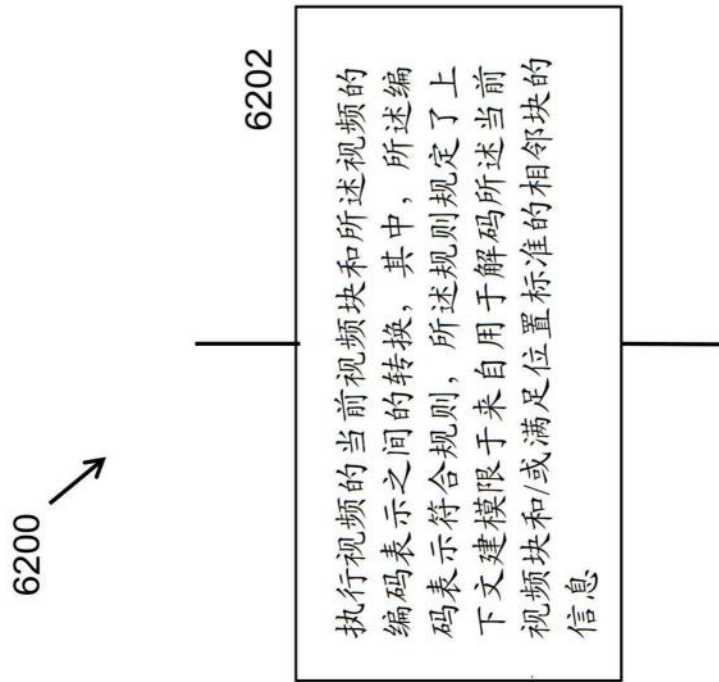 6200
6202
执行视频的当前视频块和所述视频的
编码表示之间的转换，其中，所述编
码表示符合规则，所述规则规定了上
下文建模限于来自用于解码所述当前
视频块和/或满足位置标准的相邻块的
信息